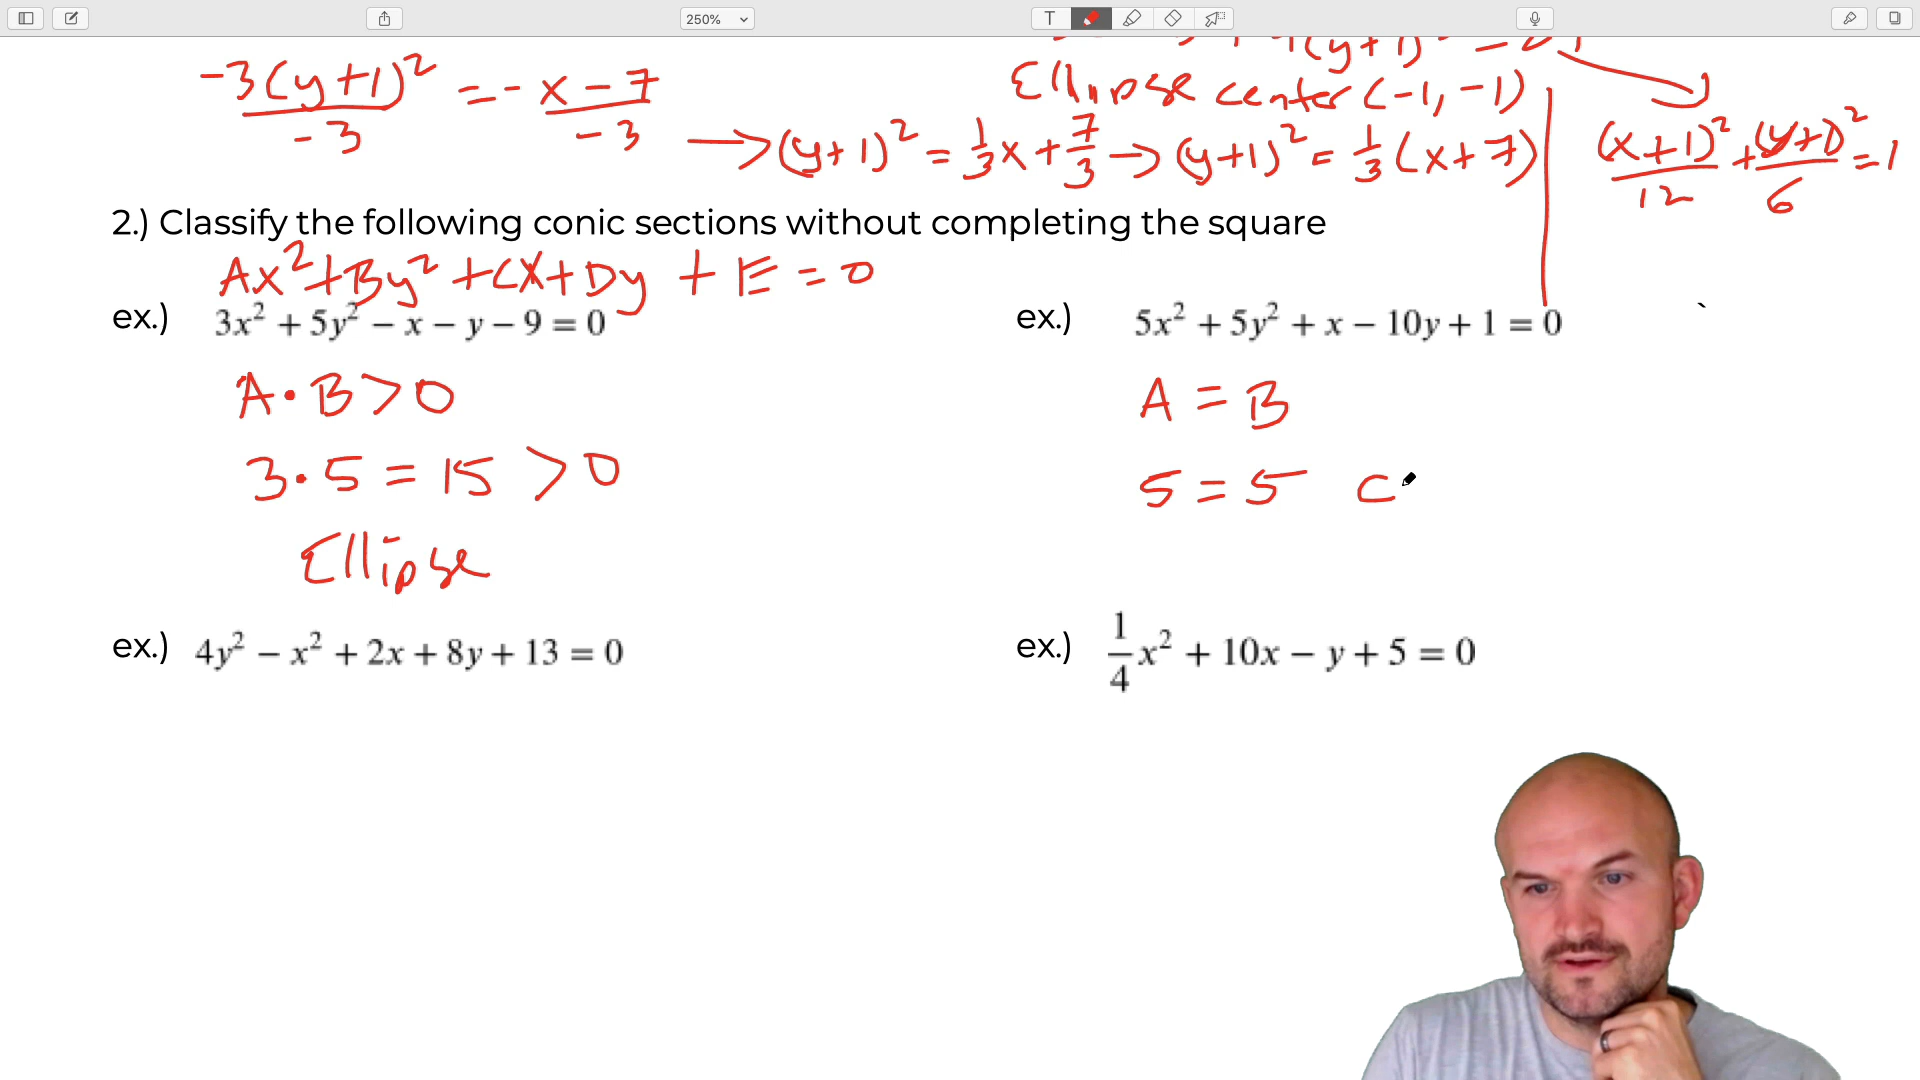 250%
T
-3(y+1)² = -x-7
-3 -3
→ (y+1)² = 1/3 x + 7/3 → (y+1)² = 1/3 (x+7)
Ellipse center (-1, -1)
(x+1)²/12 + (y+1)²/6 = 1
2.) Classify the following conic sections without completing the square
Ax² + By² + Cx + Dy + E = 0
ex.) 3x² + 5y² − x − y − 9 = 0
A · B > 0
3 · 5 = 15 > 0
Ellipse
ex.) 5x² + 5y² + x − 10y + 1 = 0
`
A = B
5 = 5 C
ex.) 4y² − x² + 2x + 8y + 13 = 0
ex.) 1/4 x² + 10x − y + 5 = 0